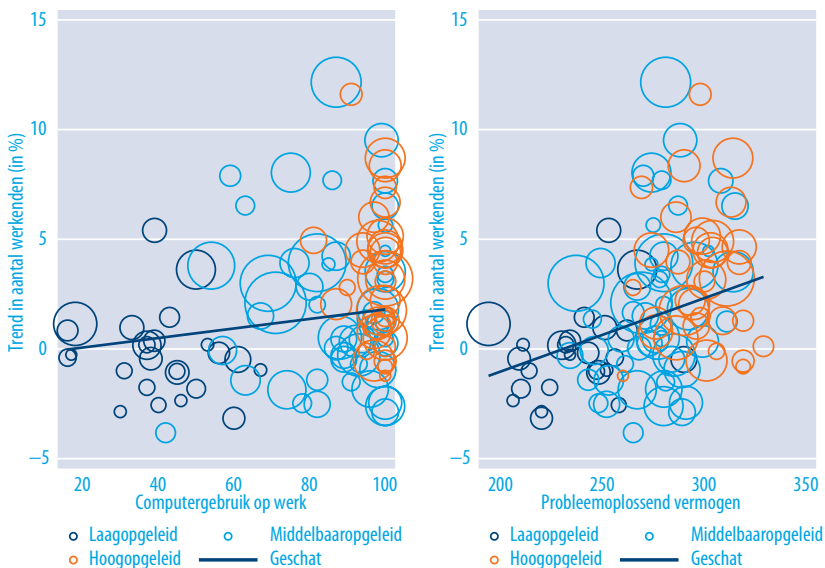 15
10
5
0
−5
Trend in aantal werkenden (in %)
20 40 60 80 100
Computergebruik op werk
Laagopgeleid Middelbaaropgeleid
Hoogopgeleid Geschat
15
10
5
0
−5
Trend in aantal werkenden (in %)
200 250 300 350
Probleemoplossend vermogen
Laagopgeleid Middelbaaropgeleid
Hoogopgeleid Geschat